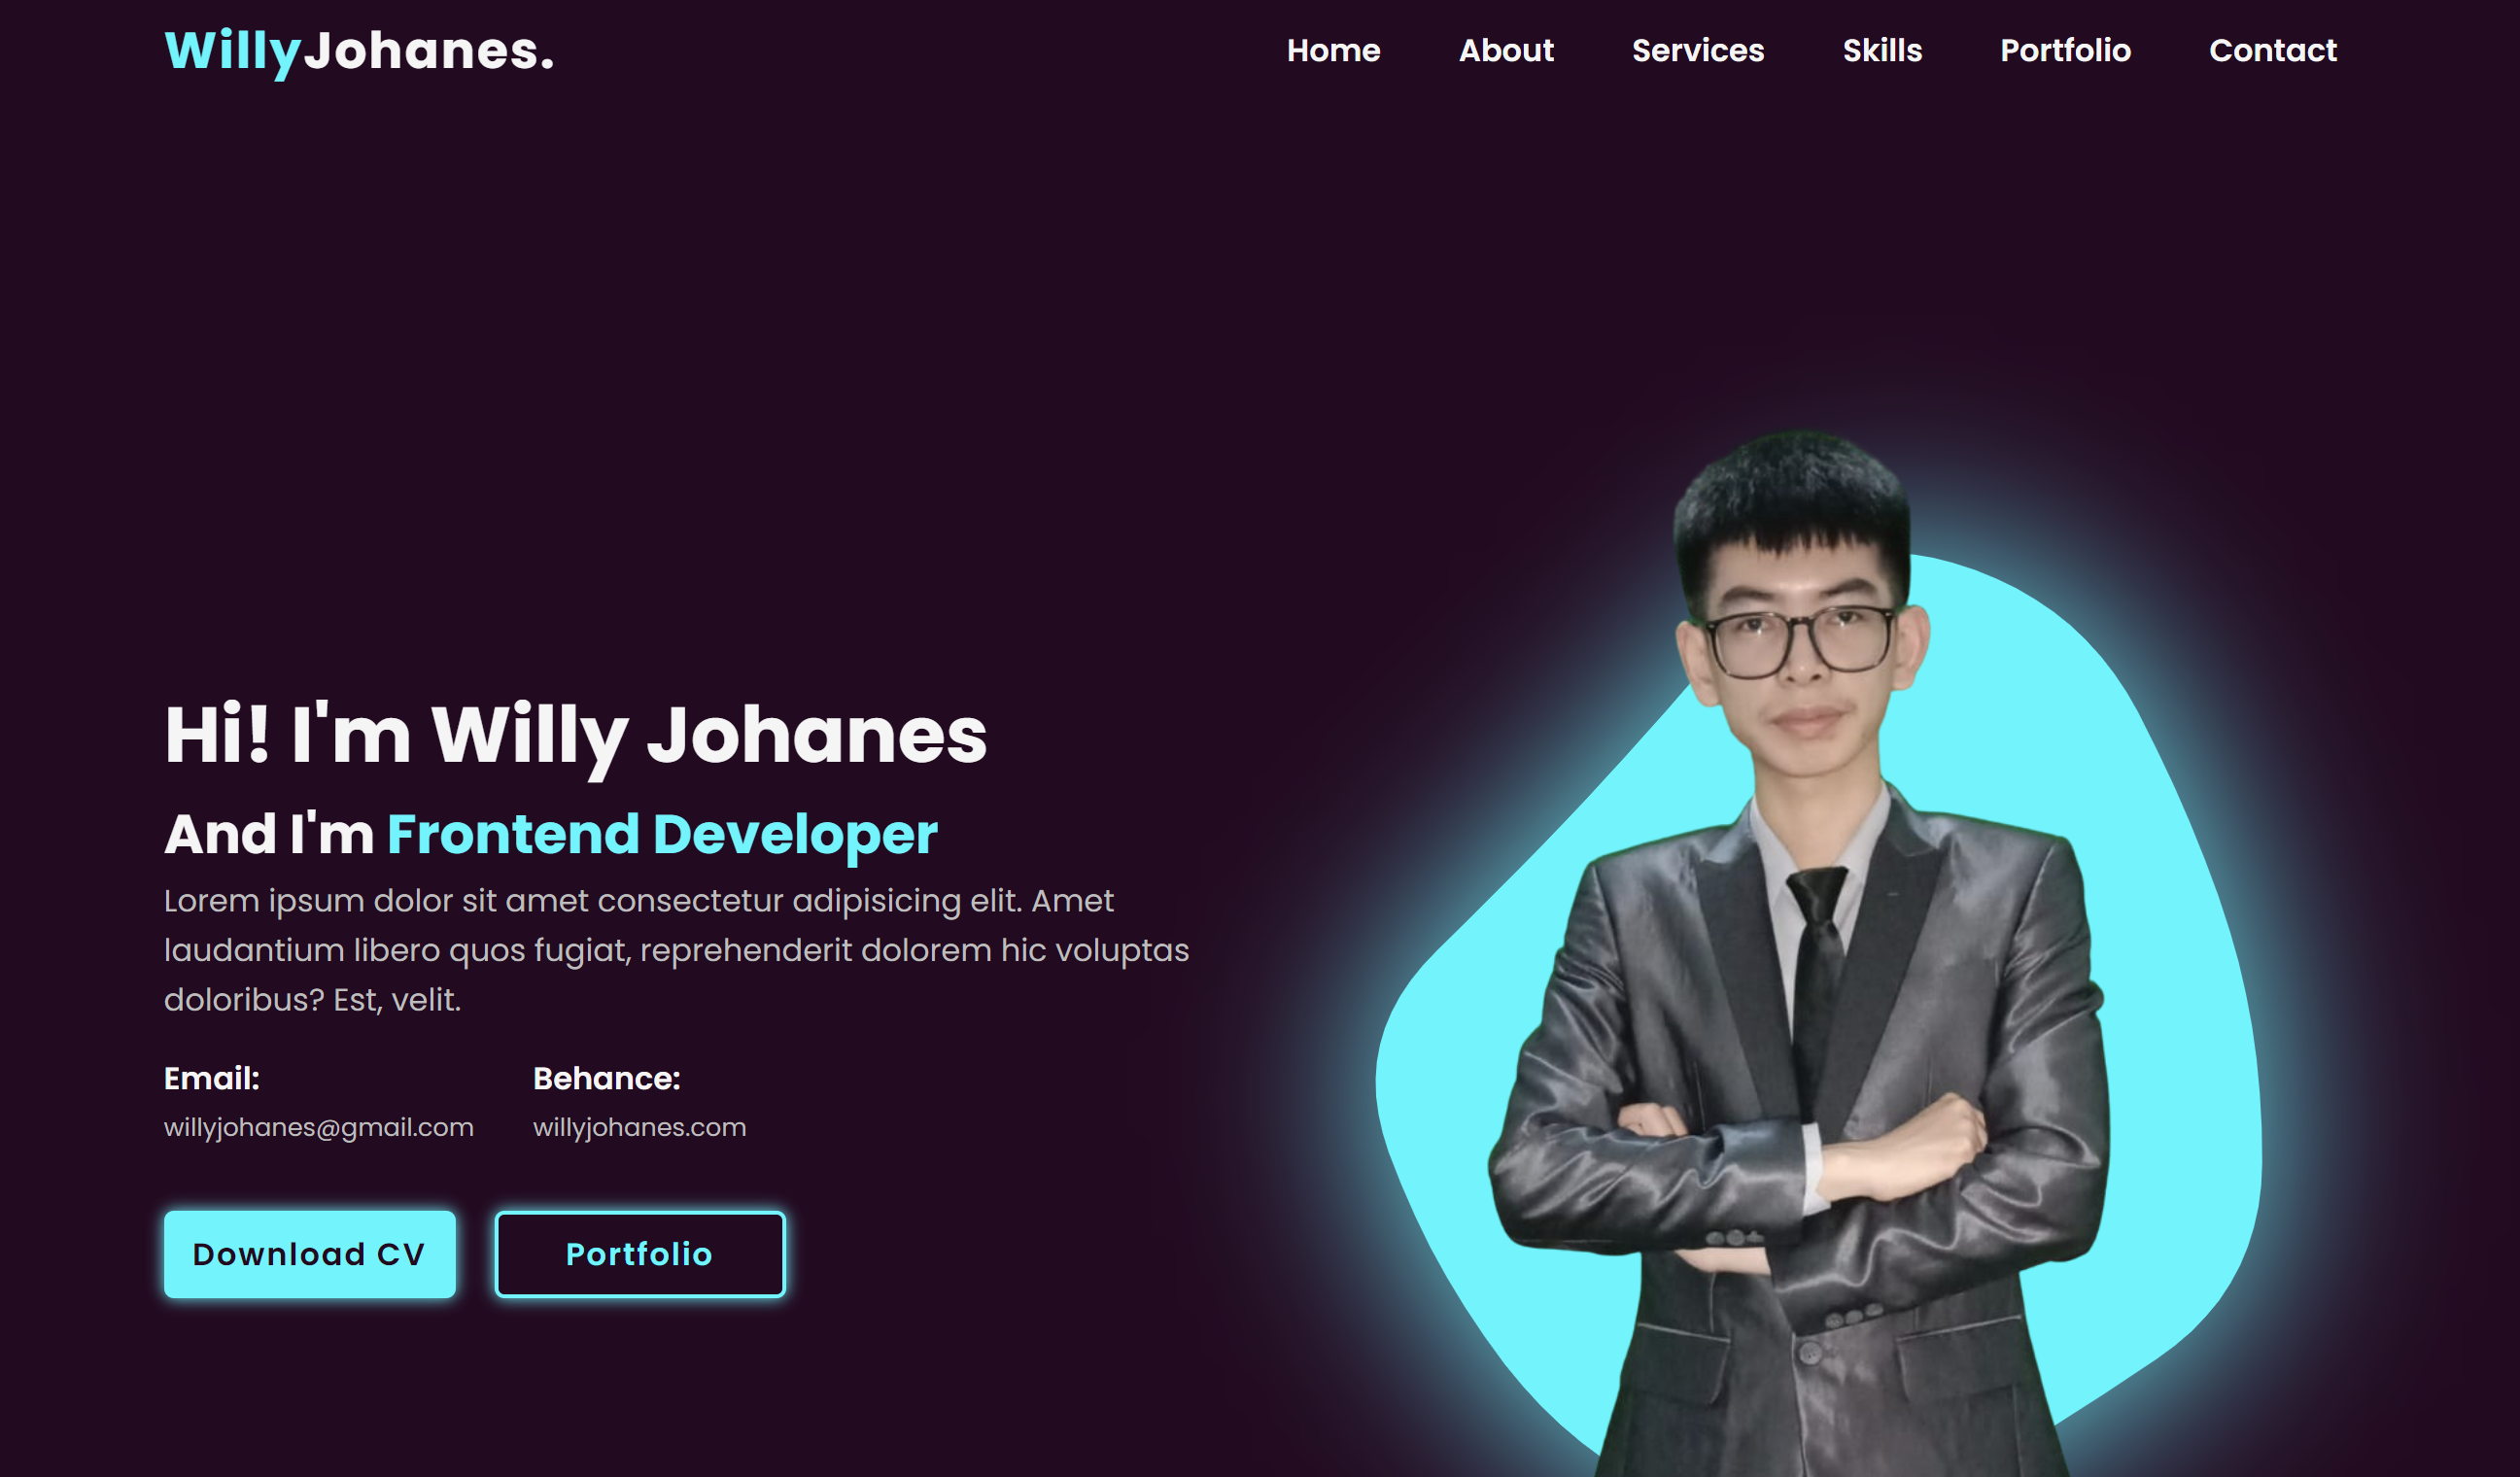 WillyJohanes.
Home About Services Skills Portfolio Contact
Hi! I'm Willy Johanes
And I'm Frontend Developer
Lorem ipsum dolor sit amet consectetur adipisicing elit. Amet
laudantium libero quos fugiat, reprehenderit dolorem hic voluptas
doloribus? Est, velit.
Email: Behance:
willyjohanes@gmail.com willyjohanes.com
Download CV Portfolio